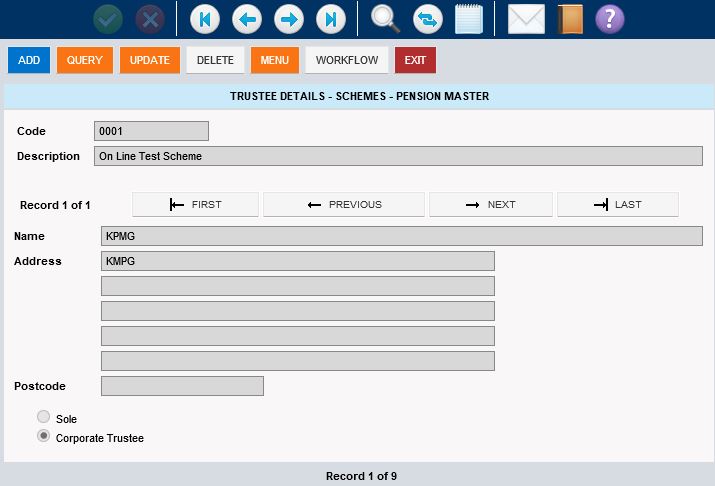 ADD QUERY UPDATE DELETE MENU WORKFLOW EXIT
TRUSTEE DETAILS - SCHEMES - PENSION MASTER
Code 0001
Description On Line Test Scheme
Record 1 of 1 FIRST PREVIOUS NEXT LAST
Name KPMG
Address KMPG
Postcode
Sole
Corporate Trustee
Record 1 of 9